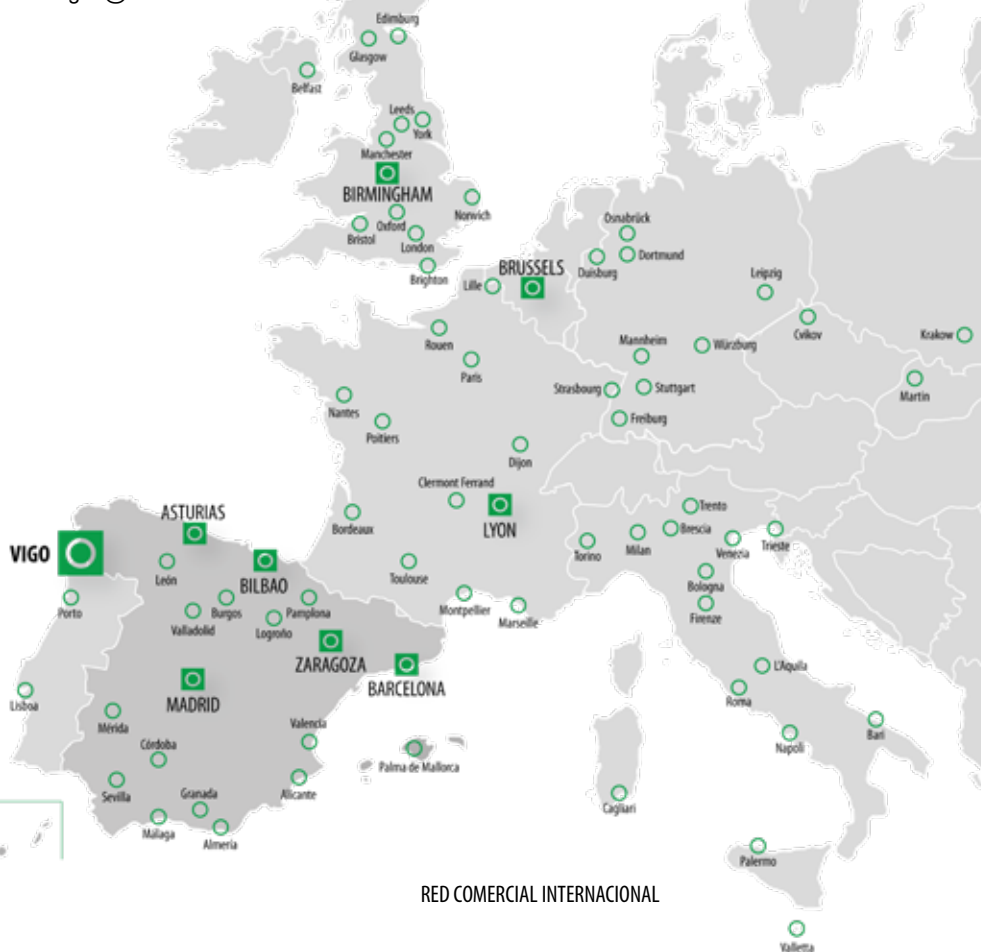 Edimburg
Glasgow
Belfast
Leeds
York
Manchester
BIRMINGHAM
Norwich
Oxford
Bristol
London
Brighton
Osnabrück
Dortmund
Duisburg
BRUSSELS
Lille
Leipzig
Cvikov
Krakow
Rouen
Mannheim
Würzburg
Paris
Strasbourg
Stuttgart
Martin
Nantes
Freiburg
Poitiers
Dijon
Clermont Ferrand
LYON
Trento
ASTURIAS
Bordeaux
Brescia
Milan
Torino
Venezia
Trieste
VIGO
León
BILBAO
Toulouse
Bologna
Porto
Burgos
Pamplona
Montpellier
Firenze
Valladolid
Logroño
Marseille
ZARAGOZA
L'Aquila
BARCELONA
MADRID
Roma
Lisboa
Mérida
Valencia
Bari
Napoli
Córdoba
Palma de Mallorca
Sevilla
Granada
Alicante
Cagliari
Málaga
Almería
Palermo
RED COMERCIAL INTERNACIONAL
Valletta